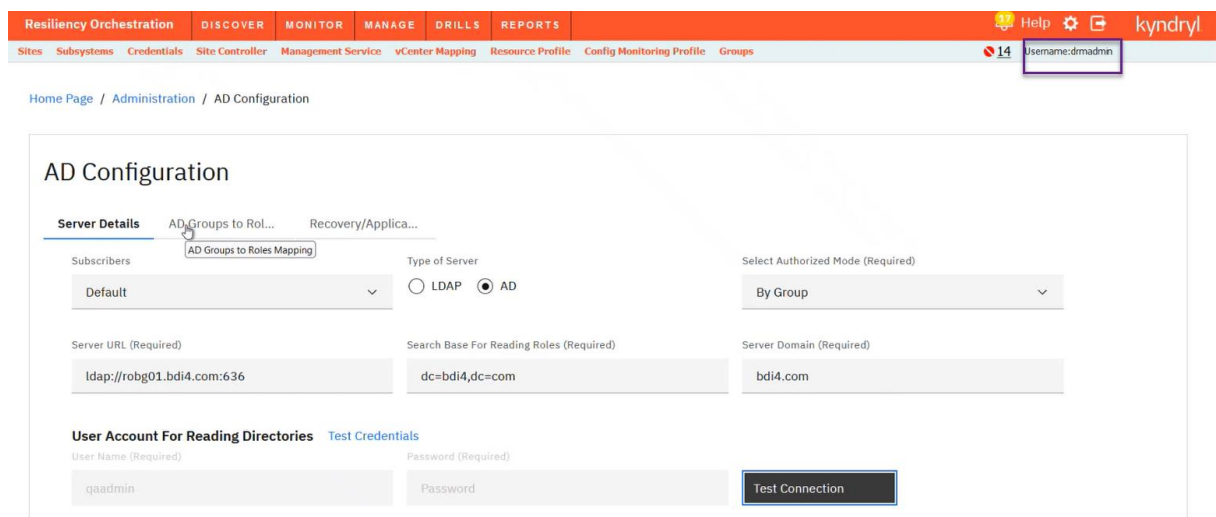 Resiliency Orchestration DISCOVER MONITOR MANAGE DRILLS REPORTS 17 Help kyndryl
Sites Subsystems Credentials Site Controller Management Service vCenter Mapping Resource Profile Config Monitoring Profile Groups 14 Username:drmadmin
Home Page / Administration / AD Configuration
AD Configuration
Server Details AD Groups to Rol... Recovery/Applica...
AD Groups to Roles Mapping
Subscribers Type of Server Select Authorized Mode (Required)
Default LDAP AD By Group
Server URL (Required) Search Base For Reading Roles (Required) Server Domain (Required)
ldap://robg01.bdi4.com:636 dc=bdi4,dc=com bdi4.com
User Account For Reading Directories Test Credentials
User Name (Required) Password (Required)
qaadmin Password Test Connection